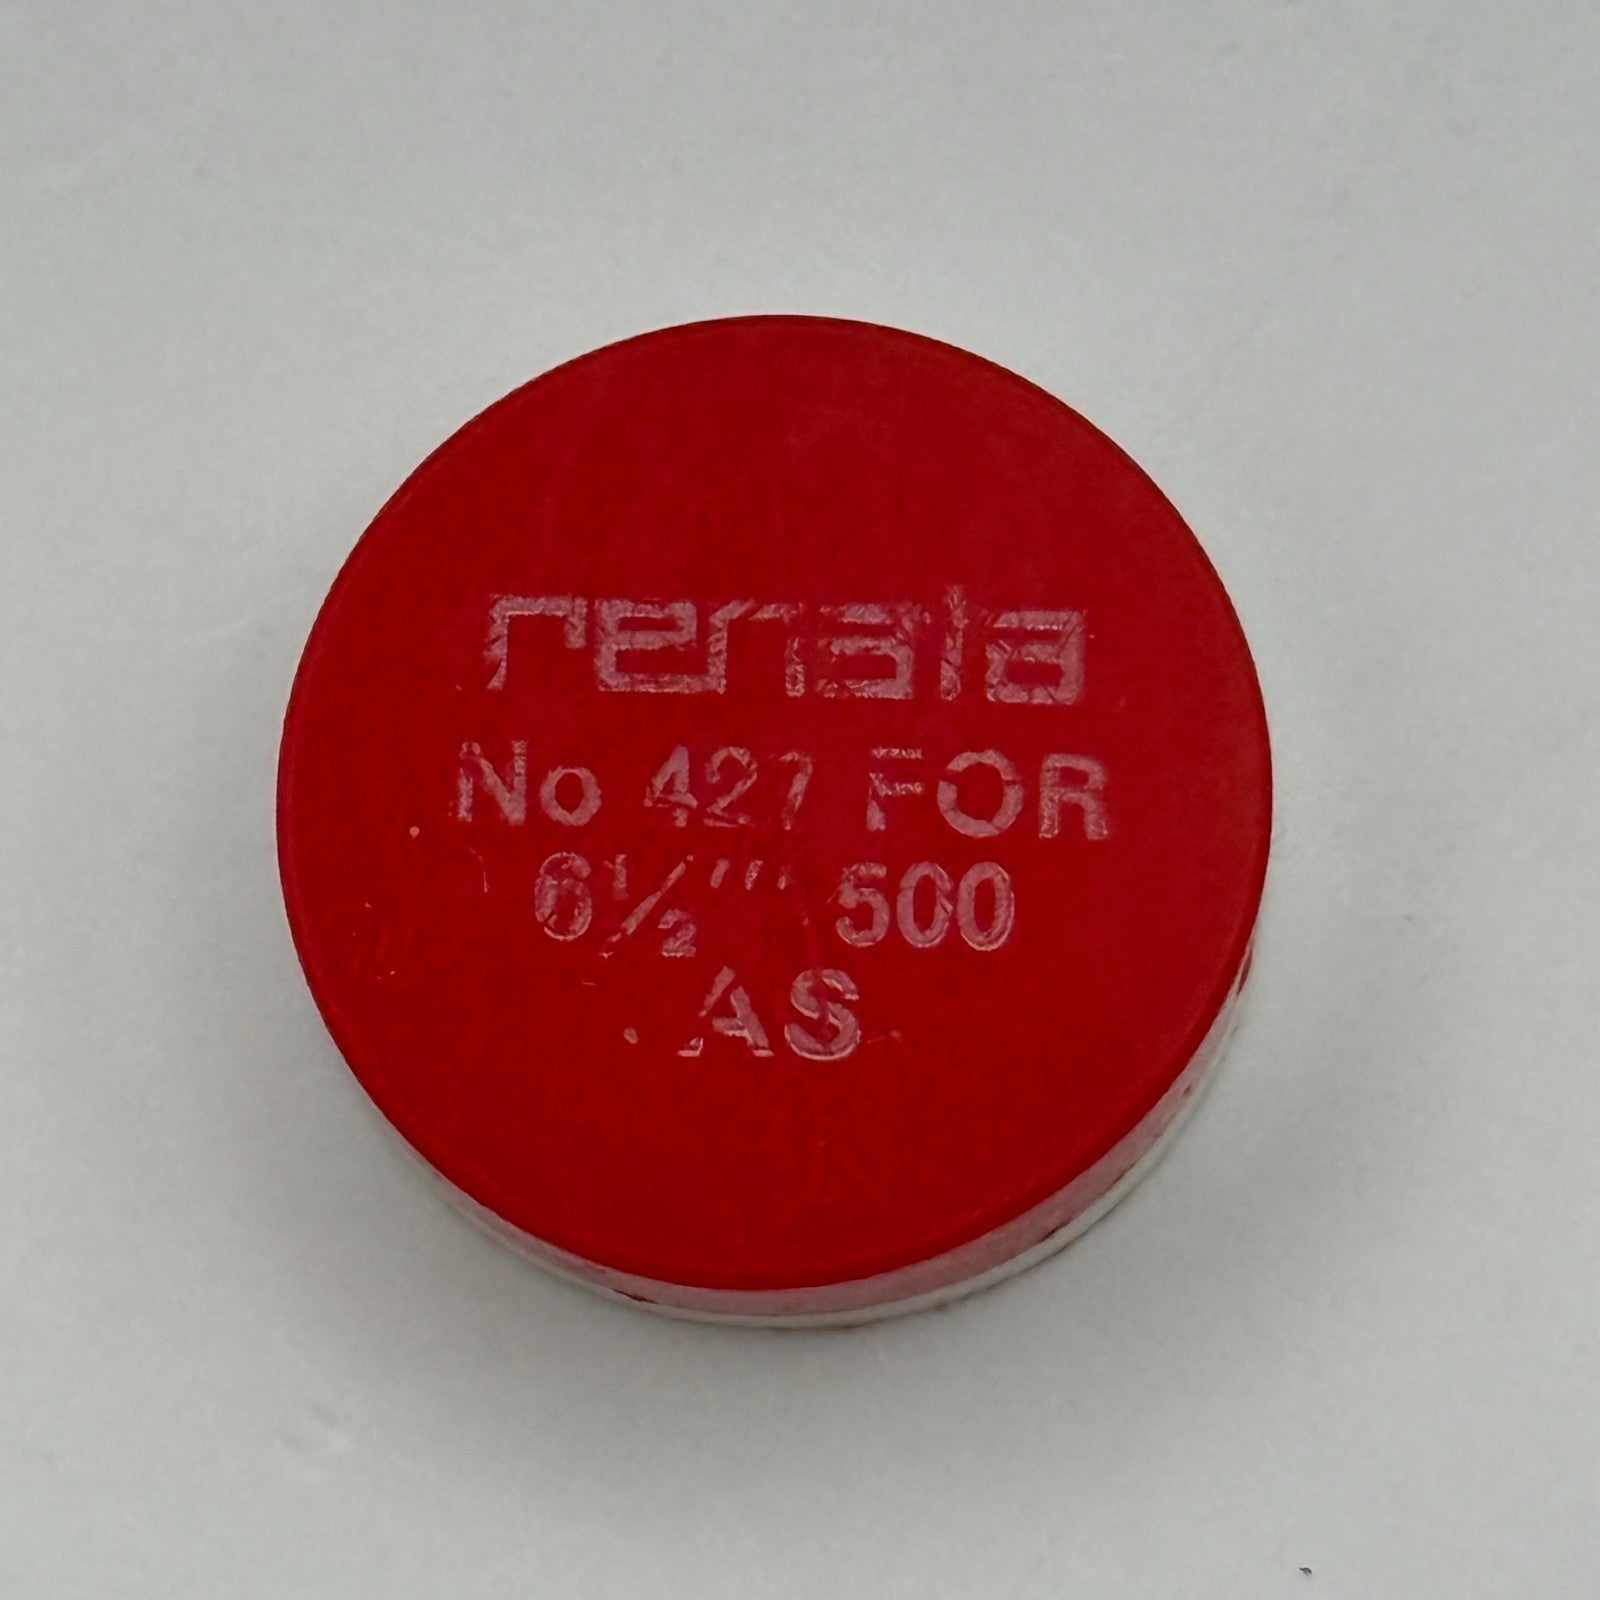 renata
No 427 FOR
6½''' 500
AS